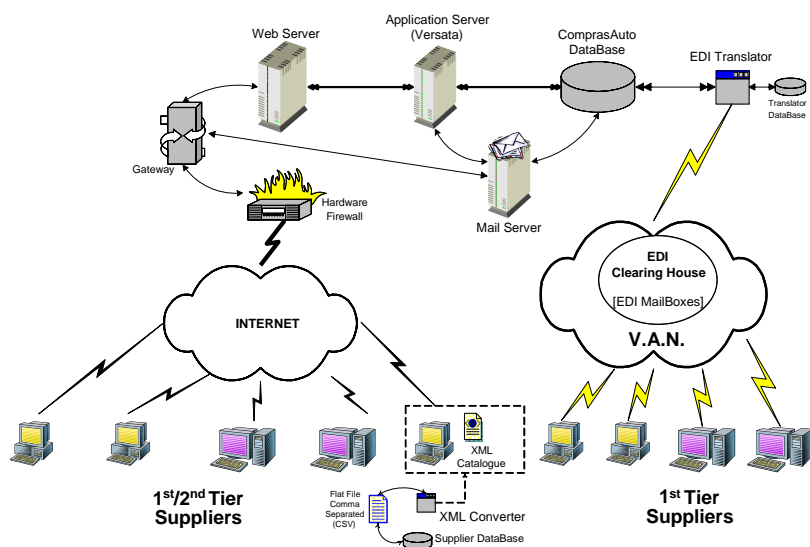 Web Server
Application Server
(Versata)
ComprasAuto
DataBase
EDI Translator
Translator
DataBase
Gateway
Hardware
Firewall
Mail Server
INTERNET
EDI
Clearing House
[EDI MailBoxes]
V.A.N.
XML
Catalogue
1st/2nd Tier
Suppliers
Flat File
Comma
Separated
(CSV)
XML Converter
Supplier DataBase
1st Tier
Suppliers